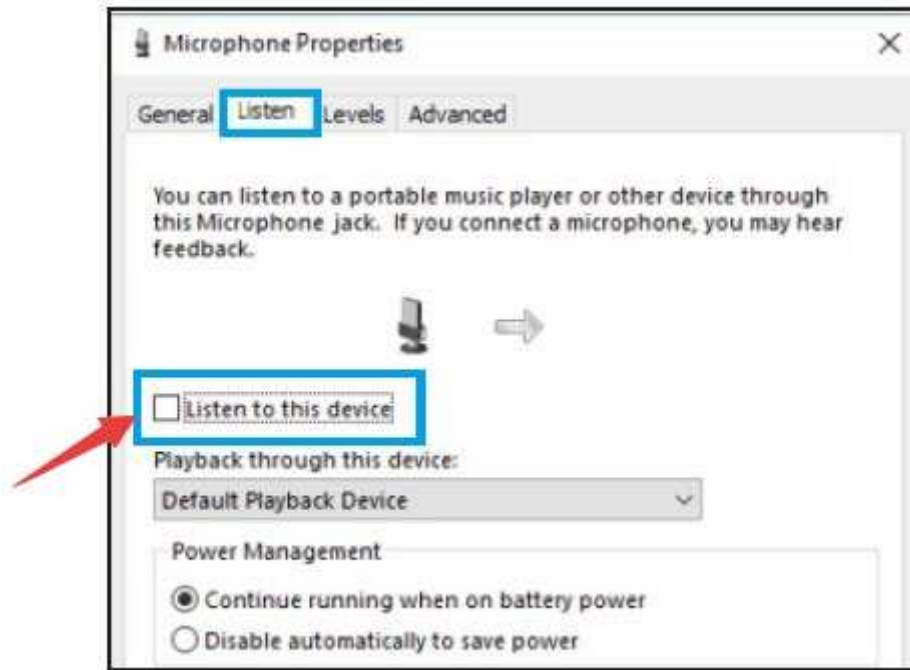 Microphone Properties
General Listen Levels Advanced
You can listen to a portable music player or other device through
this Microphone jack. If you connect a microphone, you may hear
feedback.
Listen to this device
Playback through this device:
Default Playback Device
Power Management
Continue running when on battery power
Disable automatically to save power